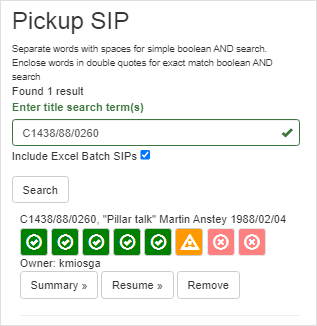 Pickup SIP
Separate words with spaces for simple boolean AND search.
Enclose words in double quotes for exact match boolean AND
search
Found 1 result
Enter title search term(s)
C1438/88/0260
Include Excel Batch SIPs
Search
C1438/88/0260, "Pillar talk" Martin Anstey 1988/02/04
Owner: kmiosga
Summary » Resume » Remove